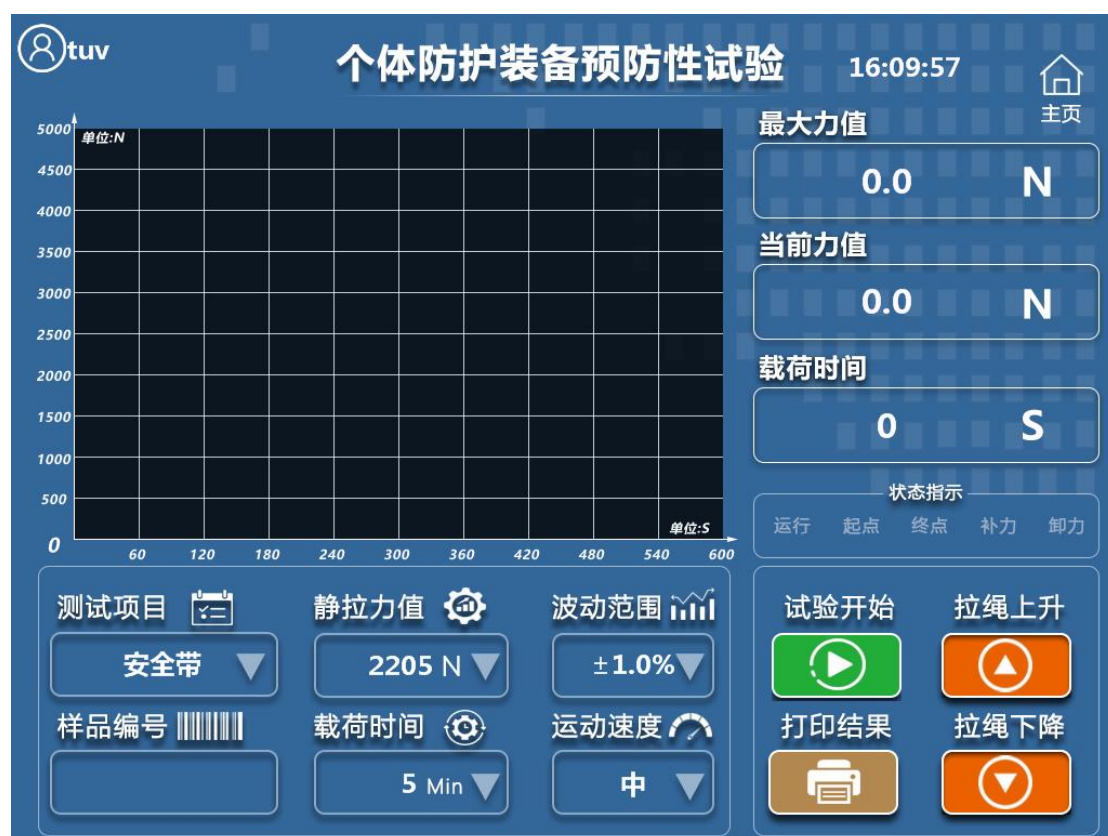 tuv
个体防护装备预防性试验
16:09:57
主页
5000
单位:N
4500
4000
3500
3000
2500
2000
1500
1000
500
0
60 120 180 240 300 360 420 480 540 600
单位:S
最大力值
0.0 N
当前力值
0.0 N
载荷时间
0 S
状态指示
运行 起点 终点 补力 卸力
测试项目 静拉力值 波动范围
安全带 2205 N ±1.0%
样品编号 载荷时间 运动速度
5 Min 中
试验开始 拉绳上升
打印结果 拉绳下降